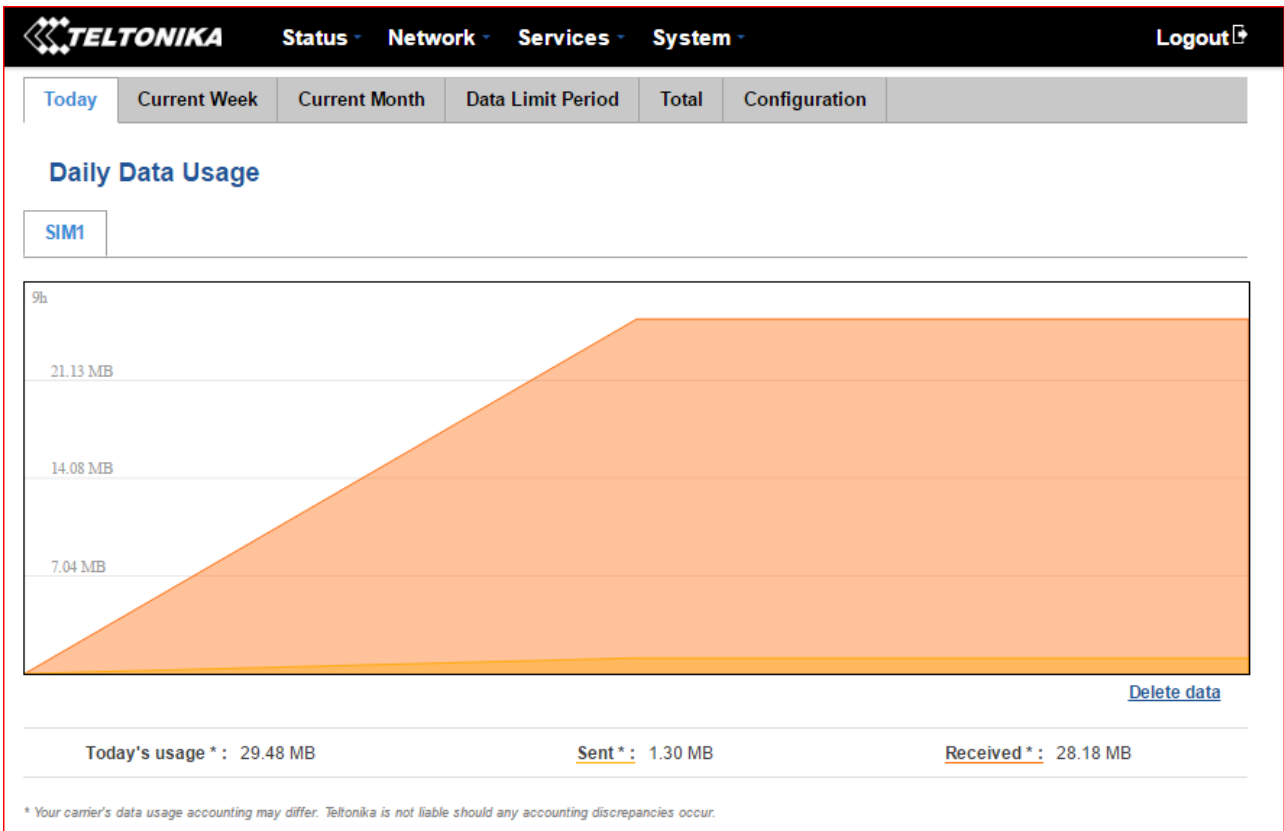 TELTONIKA Status Network Services System Logout
Today Current Week Current Month Data Limit Period Total Configuration
Daily Data Usage
SIM1
9h
21.13 MB
14.08 MB
7.04 MB
Delete data
Today's usage * : 29.48 MB Sent * : 1.30 MB Received * : 28.18 MB
* Your carrier's data usage accounting may differ. Teltonika is not liable should any accounting discrepancies occur.